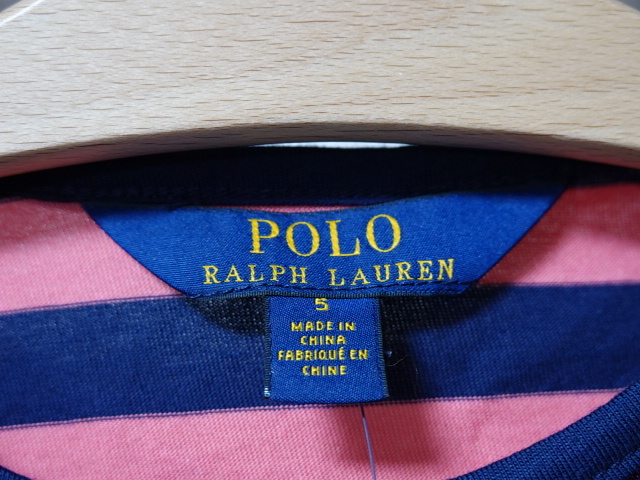 POLO
RALPH LAUREN
5
MADE IN
CHINA
FABRIQUÉ EN
CHINE